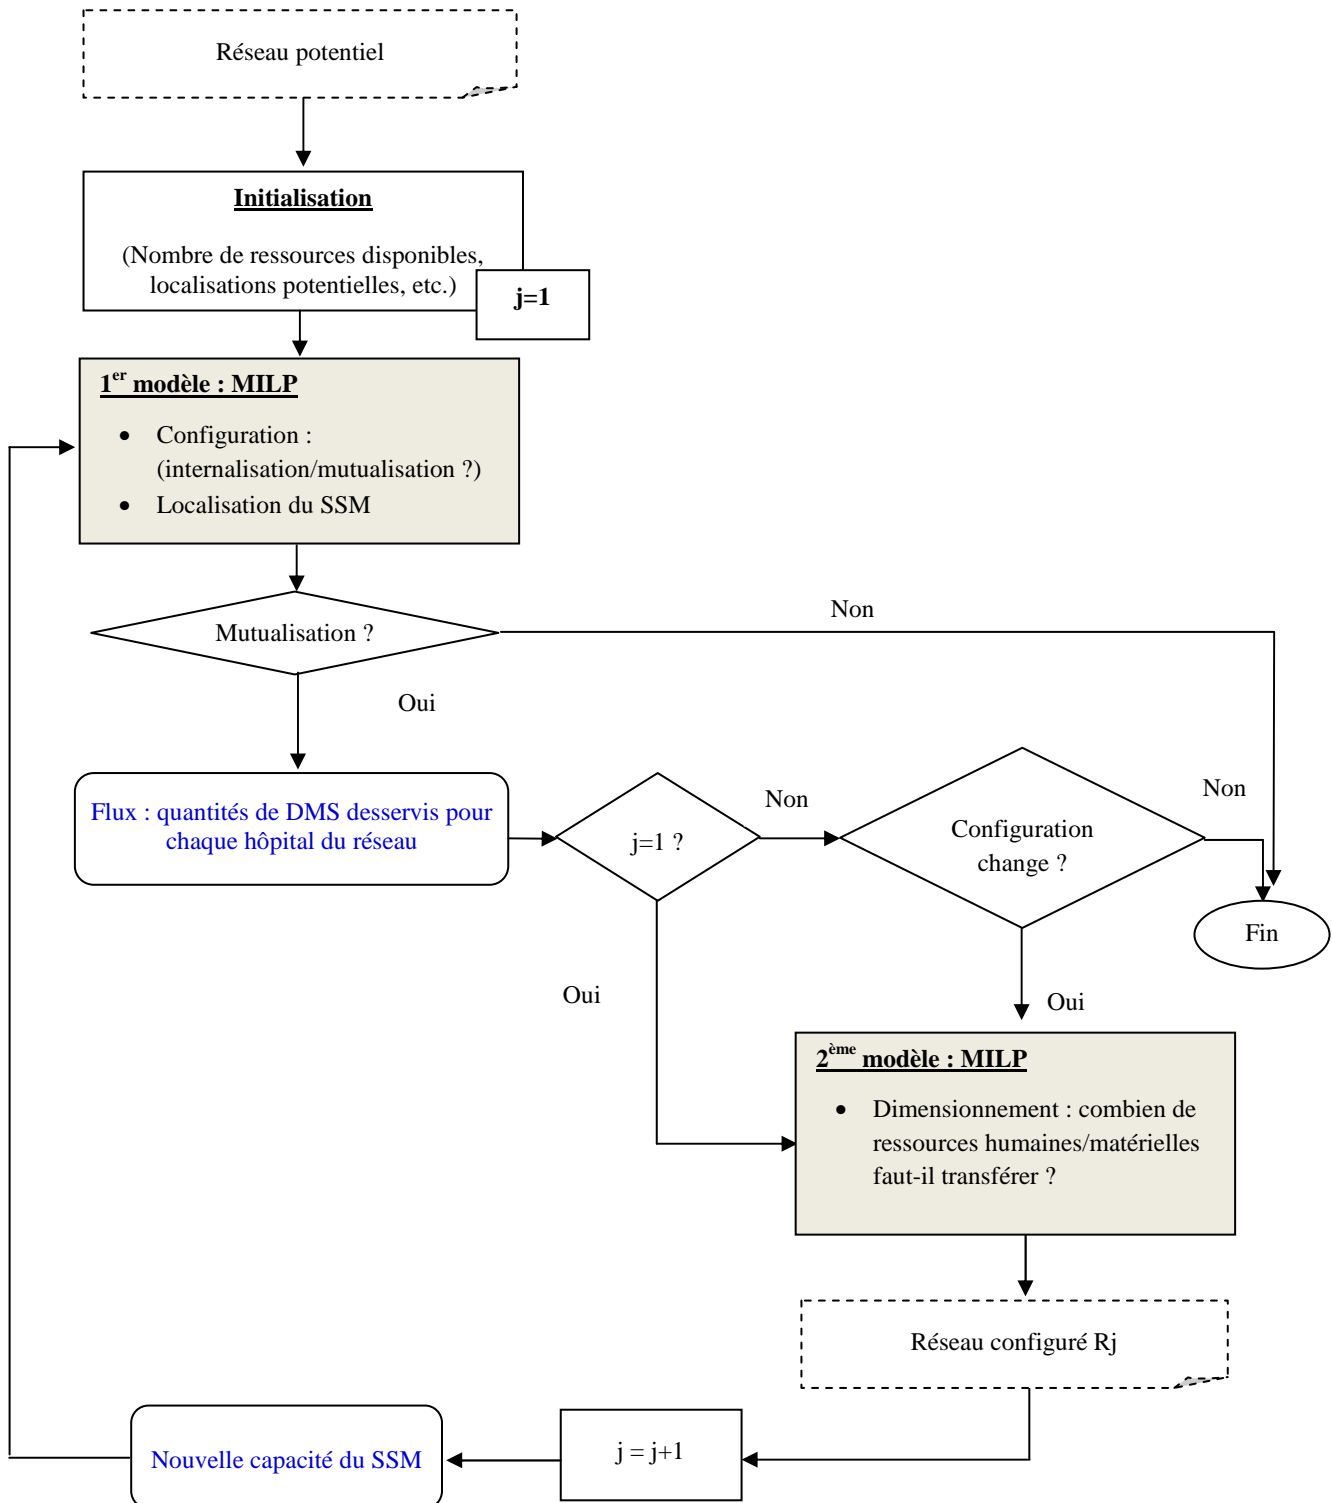 Réseau potentiel
Initialisation
(Nombre de ressources disponibles,
localisations potentielles, etc.)
j=1
1er modèle : MILP
• Configuration :
(internalisation/mutualisation ?)
• Localisation du SSM
Mutualisation ?
Non
Oui
Flux : quantités de DMS desservis pour
chaque hôpital du réseau
j=1 ?
Non
Configuration
change ?
Non
Fin
Oui
Oui
2ème modèle : MILP
• Dimensionnement : combien de
ressources humaines/matérielles
faut-il transférer ?
Réseau configuré Rj
j = j+1
Nouvelle capacité du SSM